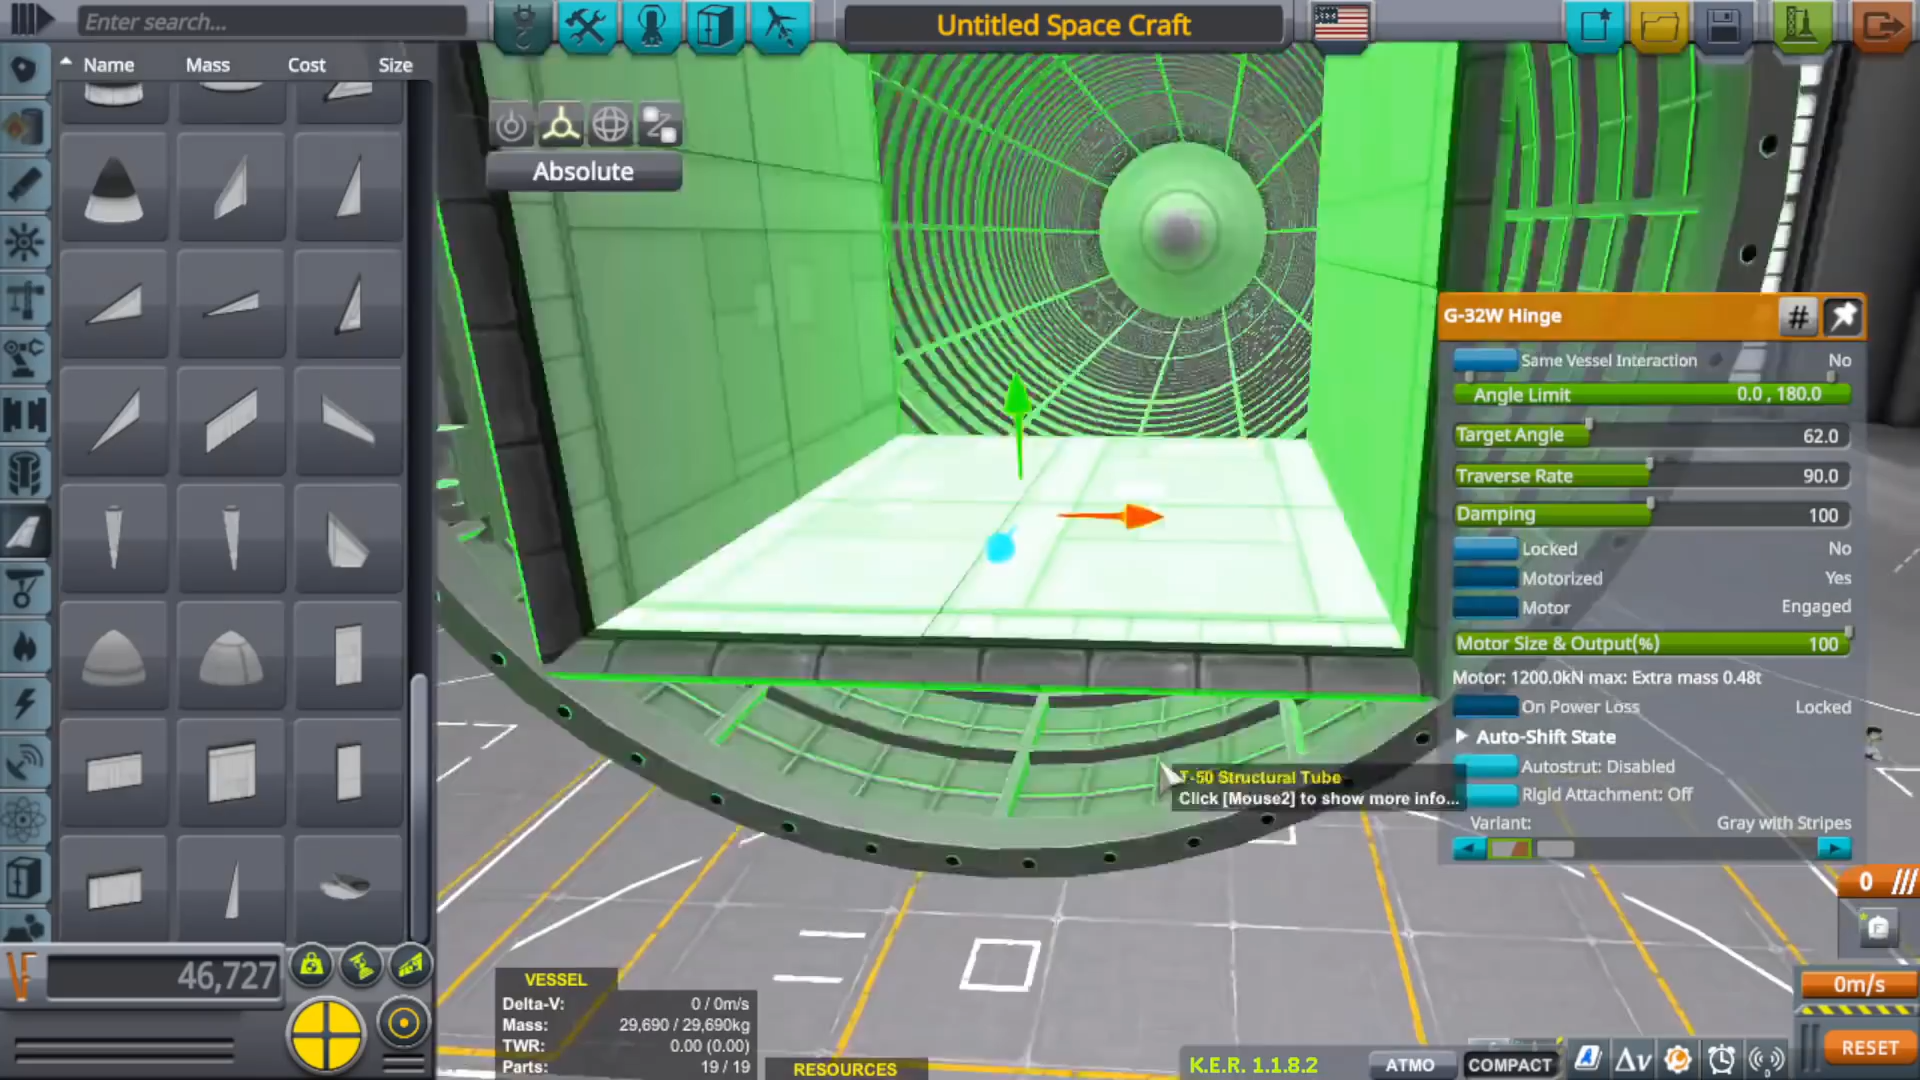 Enter search...
Untitled Space Craft
Name
Mass
Cost
Size
Absolute
G-32W Hinge
#
Same Vessel Interaction
No
Angle Limit
0.0 , 180.0
Target Angle
62.0
Traverse Rate
90.0
Damping
100
Locked
No
Motorized
Yes
Motor
Engaged
Motor Size & Output(%)
100
Motor: 1200.0kN max: Extra mass 0.48t
On Power Loss
Locked
Auto-Shift State
Autostrut: Disabled
Rigid Attachment: Off
Variant:
Gray with Stripes
T-50 Structural Tube
Click [Mouse2] to show more info...
0
46,727
VESSEL
Delta-V:
0 / 0m/s
Mass:
29,690 / 29,690kg
TWR:
0.00 (0.00)
Parts:
19 / 19
RESOURCES
K.E.R. 1.1.8.2
ATMO
COMPACT
Δv
0m/s
RESET